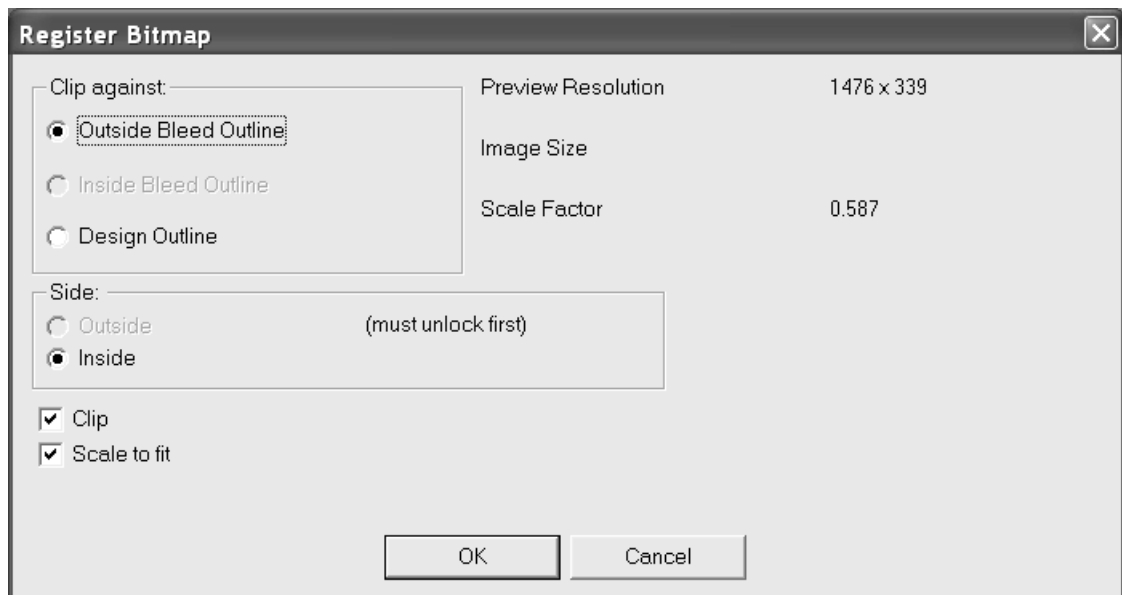 Register Bitmap
Clip against:
Outside Bleed Outline
Inside Bleed Outline
Design Outline
Preview Resolution 1476 x 339
Image Size
Scale Factor 0.587
Side:
Outside (must unlock first)
Inside
Clip
Scale to fit
OK Cancel